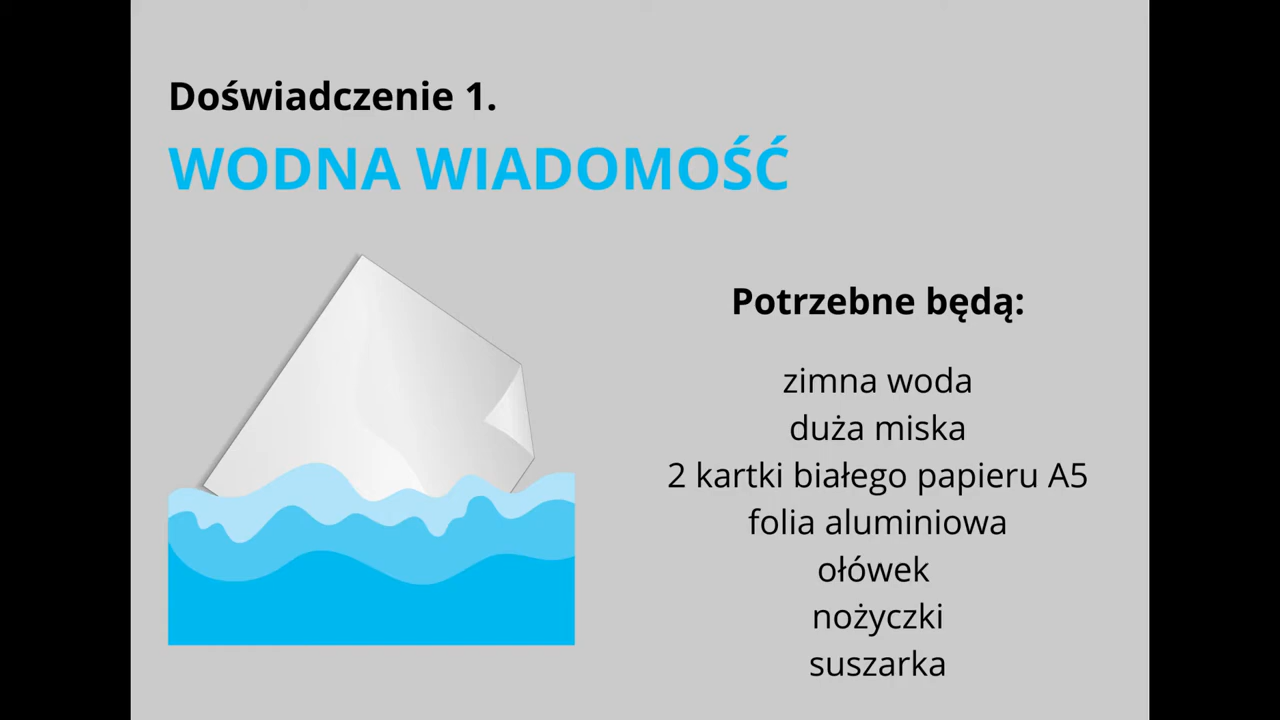 Doświadczenie 1.
WODNA WIADOMOŚĆ
Potrzebne będą:
zimna woda
duża miska
2 kartki białego papieru A5
folia aluminiowa
ołówek
nożyczki
suszarka